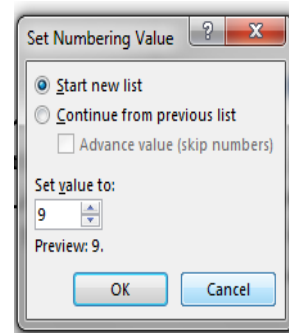 Set Numbering Value
Start new list
Continue from previous list
Advance value (skip numbers)
Set value to:
9
Preview: 9.
OK Cancel